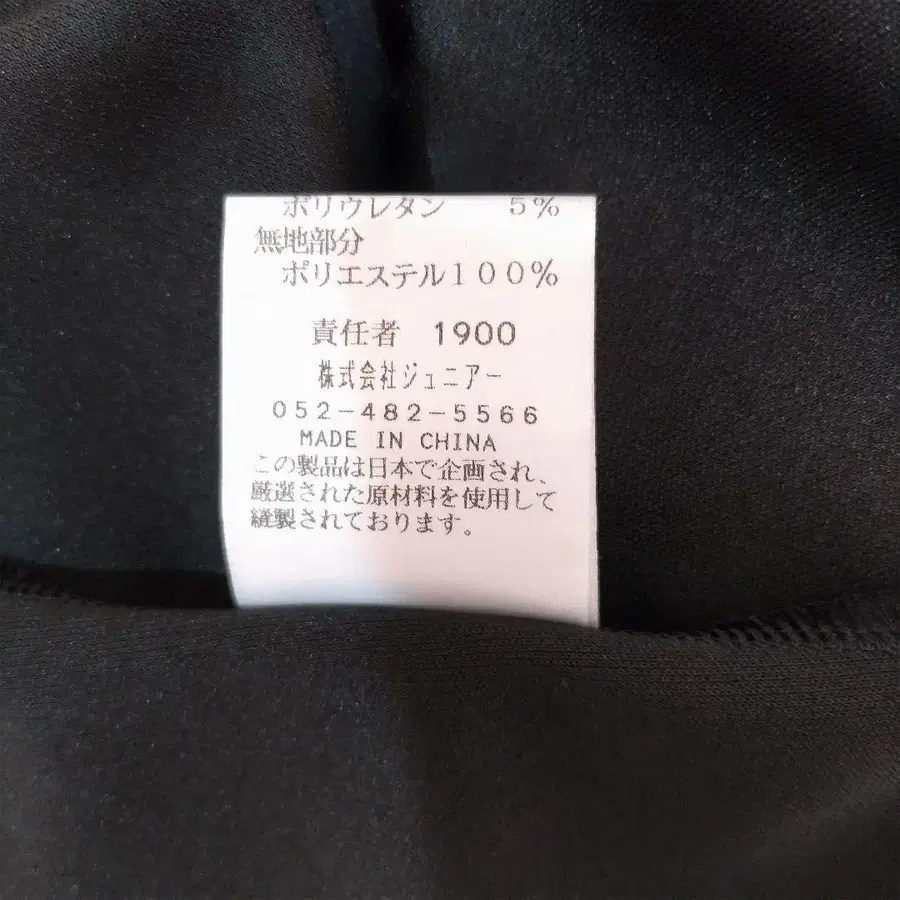 ポリウレタン 5%
無地部分
ポリエステル100%
責任者 1900
株式会社ジュニアー
052-482-5566
MADE IN CHINA
この製品は日本で企画され、
厳選された原材料を使用して
縫製されております。